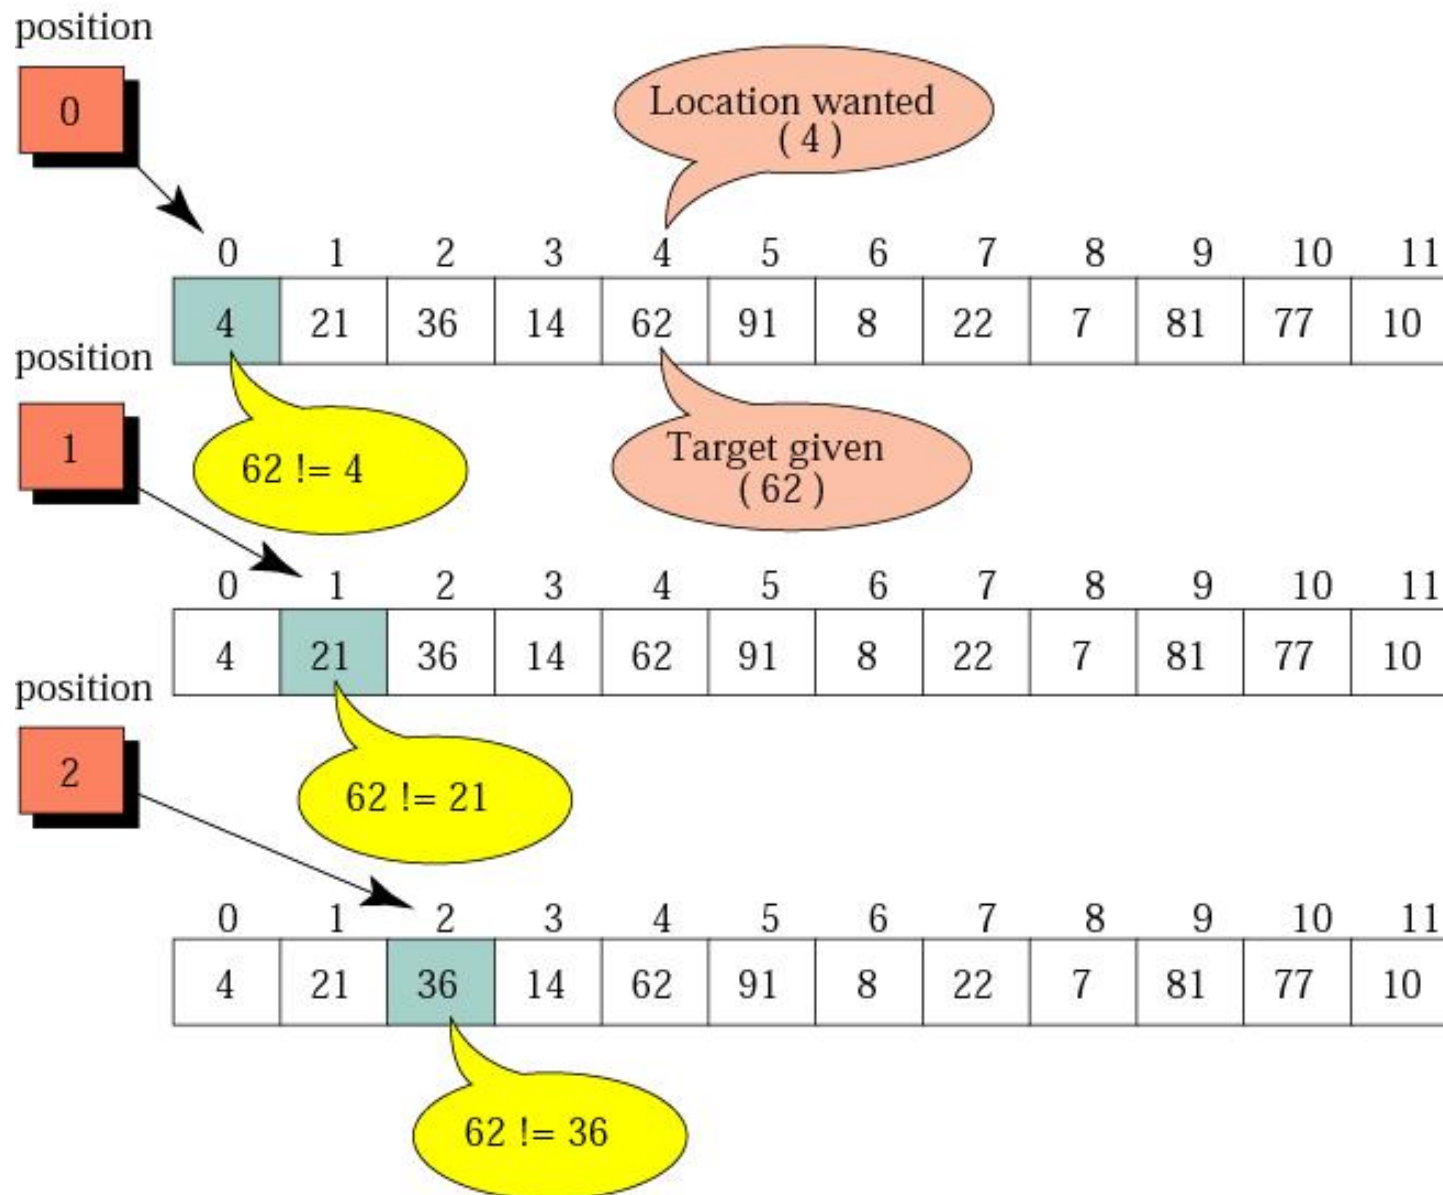 position
0
Location wanted
( 4 )
0 1 2 3 4 5 6 7 8 9 10 11
4 21 36 14 62 91 8 22 7 81 77 10
position
1
62 != 4
Target given
( 62 )
0 1 2 3 4 5 6 7 8 9 10 11
4 21 36 14 62 91 8 22 7 81 77 10
position
2
62 != 21
0 1 2 3 4 5 6 7 8 9 10 11
4 21 36 14 62 91 8 22 7 81 77 10
62 != 36